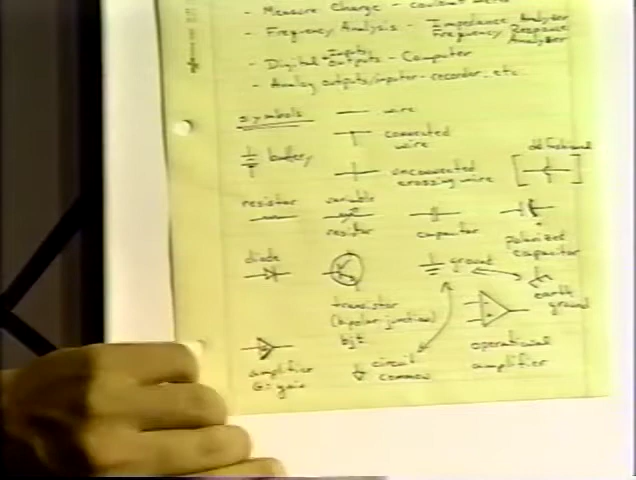 - Measure Charge -
- Frequency Analysis - Impedance Analyzer
Frequency Response
Analyzer
- Digital Inputs
Outputs - Computer
- Analog outputs/inputs - recorder, etc
symbols
wire
connected
wire
battery
unconnected
crossing wire
old fashioned
resistor
variable
resistor
capacitor
polarized
capacitor
diode
transistor
(bipolar junction)
bjt
ground
earth
ground
amplifier
G = gain
circuit
common
operational
amplifier